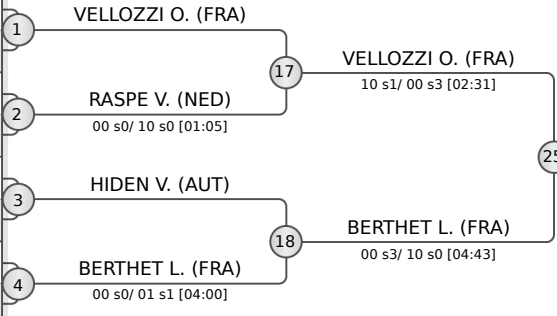 VELLOZZI O. (FRA)
1
17
VELLOZZI O. (FRA)
10 s1/ 00 s3 [02:31]
RASPE V. (NED)
2
00 s0/ 10 s0 [01:05]
25
HIDEN V. (AUT)
3
18
BERTHET L. (FRA)
00 s3/ 10 s0 [04:43]
BERTHET L. (FRA)
4
00 s0/ 01 s1 [04:00]